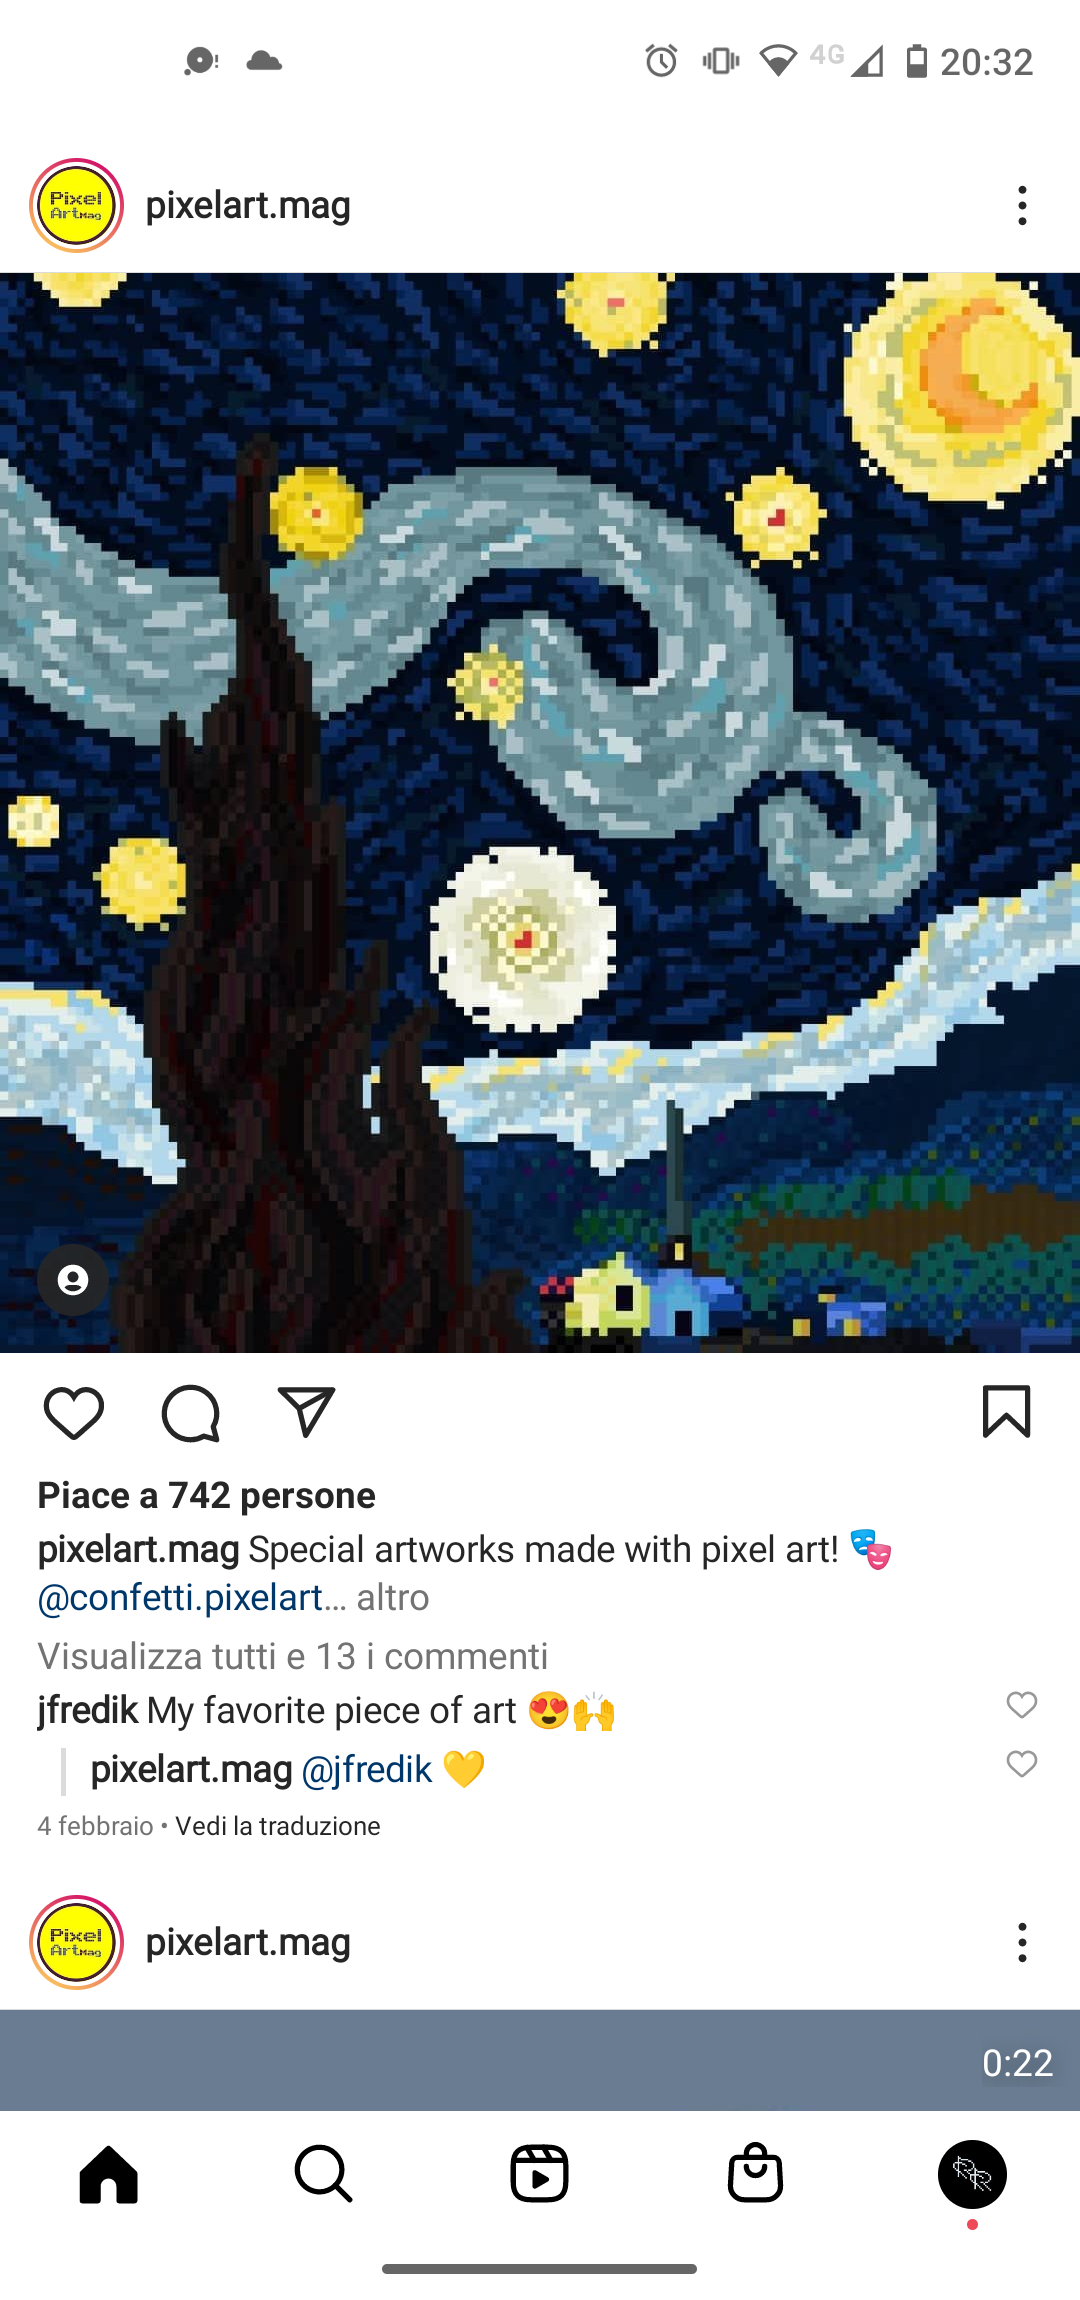 4G 20:32
Pixel
ArtMag
pixelart.mag
Piace a 742 persone
pixelart.mag Special artworks made with pixel art! 🎭
@confetti.pixelart... altro
Visualizza tutti e 13 i commenti
jfredik My favorite piece of art 😍🙌
pixelart.mag @jfredik 💛
4 febbraio • Vedi la traduzione
Pixel
ArtMag
pixelart.mag
0:22